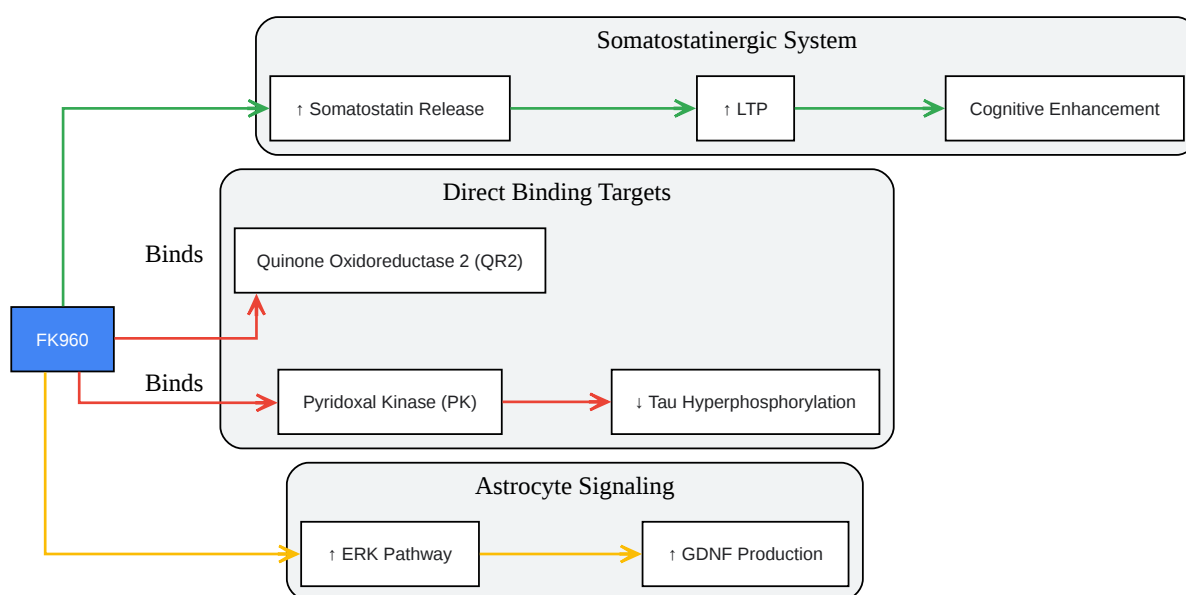 Somatostatinergic System
↑ Somatostatin Release
↑ LTP
Cognitive Enhancement
Direct Binding Targets
Binds
Quinone Oxidoreductase 2 (QR2)
FK960
Binds
Pyridoxal Kinase (PK)
↓ Tau Hyperphosphorylation
Astrocyte Signaling
↑ ERK Pathway
↑ GDNF Production